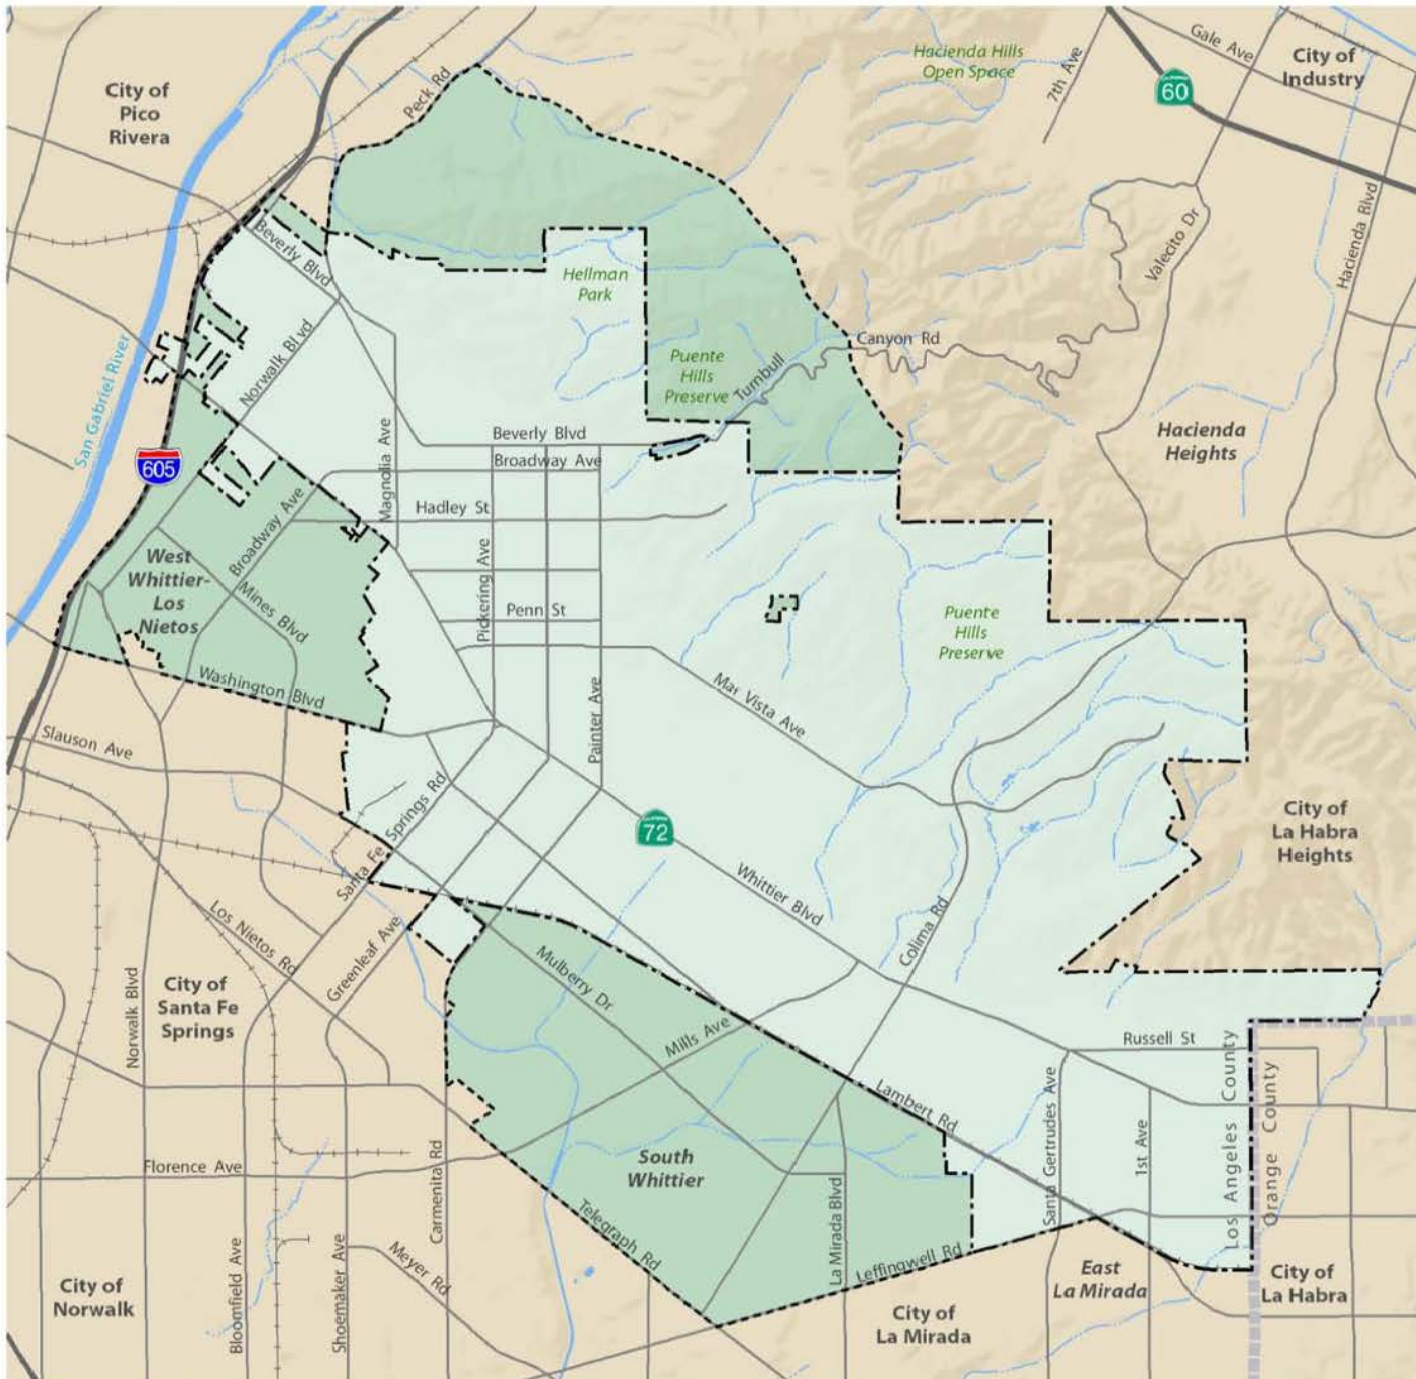 Hacienda Hills
Open Space
7th Ave
CALIFORNIA
60
Gale Ave
City of
Industry
City of
Pico
Rivera
Peck Rd
Hacienda Blvd
Valecito Dr
Beverly Blvd
Hellman
Park
Norwalk Blvd
San Gabriel River
Puente
Hills
Preserve
Turnbull
Canyon Rd
Hacienda
Heights
605
Magnolia Ave
Beverly Blvd
Broadway Ave
Hadley St
Broadway Ave
West
Whittier-
Los
Nietos
Mines Blvd
Pickering Ave
Penn St
Puente
Hills
Preserve
Washington Blvd
Painter Ave
Mar Vista Ave
Slauson Ave
Santa Fe Springs Rd
72
Whittier Blvd
Colima Rd
City of
La Habra
Heights
Los Nietos Rd
Greenleaf Ave
Mulberry Dr
Norwalk Blvd
City of
Santa Fe
Springs
Mills Ave
Russell St
Los Angeles County
Orange County
Lambert Rd
Santa Gertrudes Ave
1st Ave
Florence Ave
South
Whittier
Carmenita Rd
Telegraph Rd
La Mirada Blvd
Leffingwell Rd
Bloomfield Ave
Shoemaker Ave
Meyer Rd
City of
Norwalk
City of
La Mirada
East
La Mirada
City of
La Habra